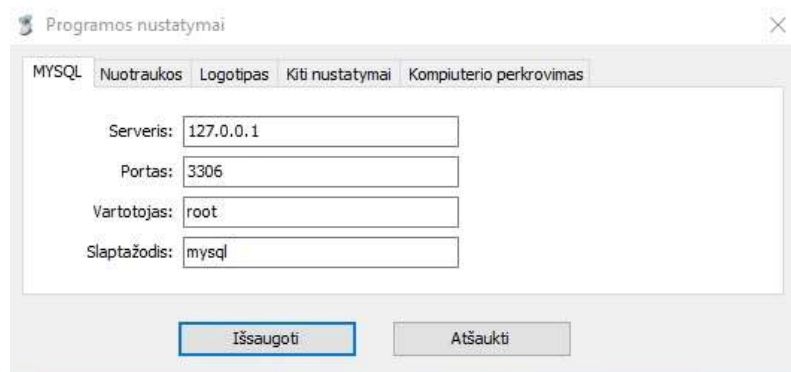 Programos nustatymai
MYSQL Nuotraukos Logotipas Kiti nustatymai Kompiuterio perkrovimas
Serveris: 127.0.0.1
Portas: 3306
Vartotojas: root
Slaptažodis: mysql
Išsaugoti Atšaukti